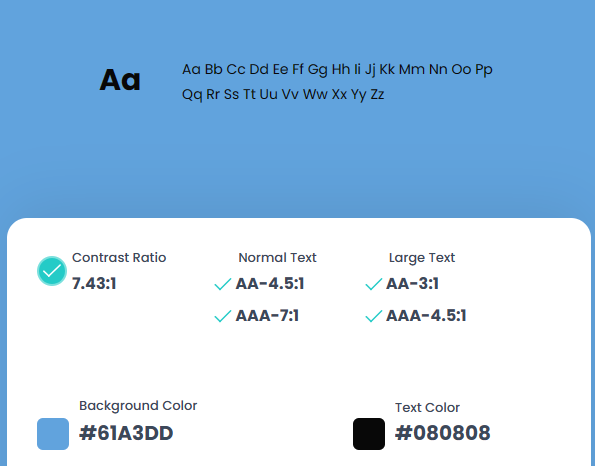 Aa
Aa Bb Cc Dd Ee Ff Gg Hh Ii Jj Kk Mm Nn Oo Pp
Qq Rr Ss Tt Uu Vv Ww Xx Yy Zz
Contrast Ratio
7.43:1
Normal Text
AA-4.5:1
AAA-7:1
Large Text
AA-3:1
AAA-4.5:1
Background Color
#61A3DD
Text Color
#080808